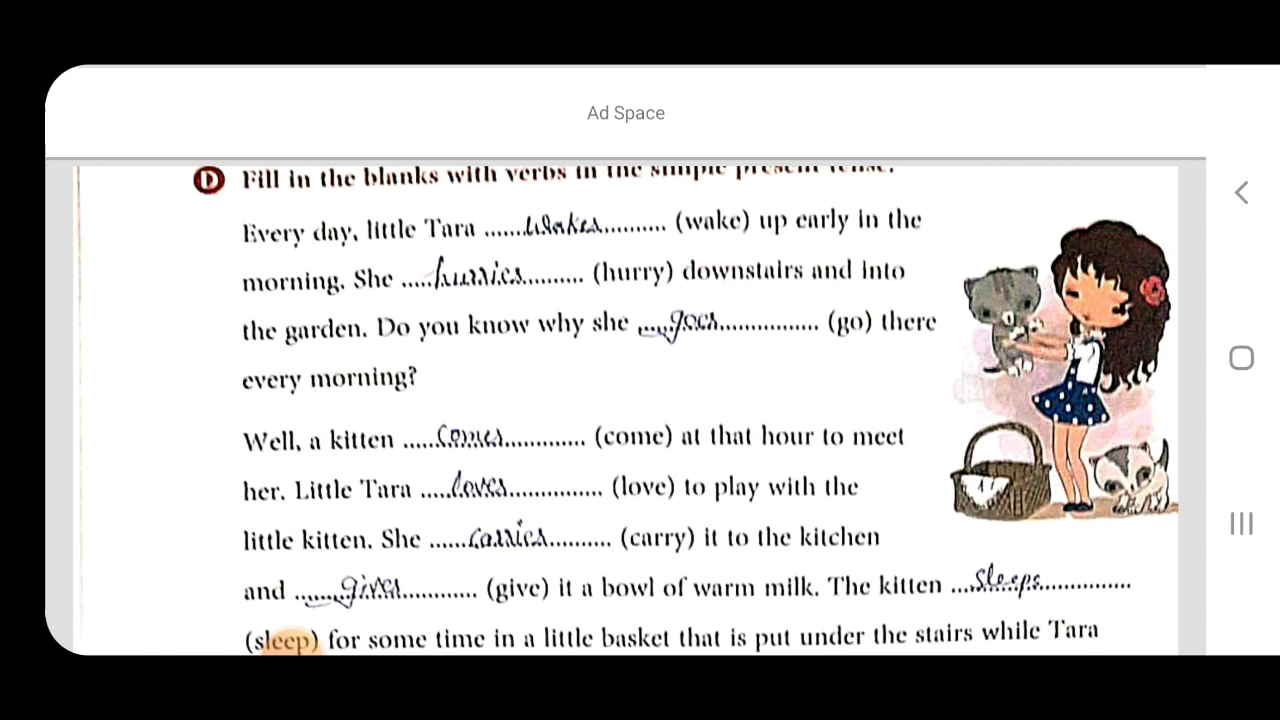 Ad Space
D Fill in the blanks with verbs in the simple present tense.
Every day, little Tara ......wakes.......... (wake) up early in the
morning. She .....hurries.......... (hurry) downstairs and into
the garden. Do you know why she .....goes................ (go) there
every morning?
Well, a kitten .....comes............. (come) at that hour to meet
her. Little Tara .....loves............... (love) to play with the
little kitten. She ......carries.......... (carry) it to the kitchen
and .......gives............ (give) it a bowl of warm milk. The kitten ....sleeps...............
(sleep) for some time in a little basket that is put under the stairs while Tara